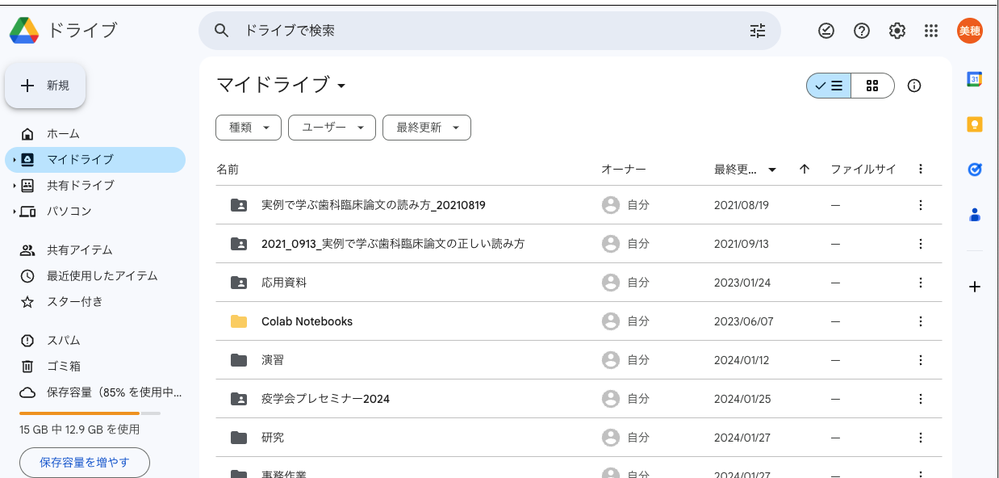 ドライブ
ドライブで検索
美穂
新規
ホーム
マイドライブ
共有ドライブ
パソコン
共有アイテム
最近使用したアイテム
スター付き
スパム
ゴミ箱
保存容量（85% を使用中...
15 GB 中 12.9 GB を使用
保存容量を増やす
マイドライブ
種類
ユーザー
最終更新
名前 オーナー 最終更... ファイルサイ
実例で学ぶ歯科臨床論文の読み方_20210819 自分 2021/08/19 —
2021_0913_実例で学ぶ歯科臨床論文の正しい読み方 自分 2021/09/13 —
応用資料 自分 2023/01/24 —
Colab Notebooks 自分 2023/06/07 —
演習 自分 2024/01/12 —
疫学会プレセミナー2024 自分 2024/01/25 —
研究 自分 2024/01/27 —
事務作業 自分 2024/01/27 —
31